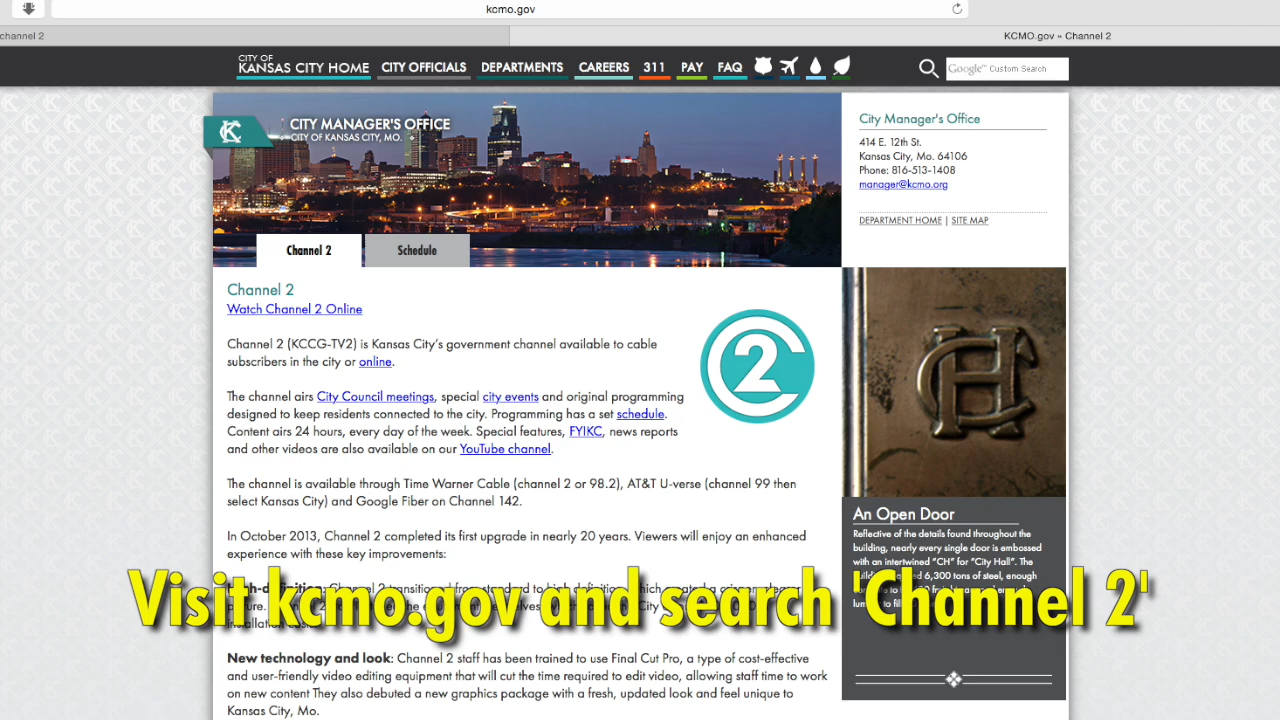 kcmo.gov
channel 2
KCMO.gov » Channel 2
CITY OF
KANSAS CITY HOME
CITY OFFICIALS
DEPARTMENTS
CAREERS
311
PAY
FAQ
Google™ Custom Search
KC
CITY MANAGER'S OFFICE
CITY OF KANSAS CITY, MO.
Channel 2
Schedule
City Manager's Office
414 E. 12th St.
Kansas City, Mo. 64106
Phone: 816-513-1408
manager@kcmo.org
DEPARTMENT HOME | SITE MAP
Channel 2
Watch Channel 2 Online
Channel 2 (KCCG-TV2) is Kansas City's government channel available to cable
subscribers in the city or online.
The channel airs City Council meetings, special city events and original programming
designed to keep residents connected to the city. Programming has a set schedule.
Content airs 24 hours, every day of the week. Special features, FYIKC, news reports
and other videos are also available on our YouTube channel.
The channel is available through Time Warner Cable (channel 2 or 98.2), AT&T U-verse (channel 99 then
select Kansas City) and Google Fiber on Channel 142.
In October 2013, Channel 2 completed its first upgrade in nearly 20 years. Viewers will enjoy an enhanced
experience with these key improvements:
2
CH
An Open Door
Reflective of the details found throughout the
building, nearly every single door is embossed
with an intertwined "CH" for "City Hall". The
6,300 tons of steel, enough
Visit kcmo.gov and search 'Channel 2'
New technology and look: Channel 2 staff has been trained to use Final Cut Pro, a type of cost-effective
and user-friendly video editing equipment that will cut the time required to edit video, allowing staff time to work
on new content They also debuted a new graphics package with a fresh, updated look and feel unique to
Kansas City, Mo.